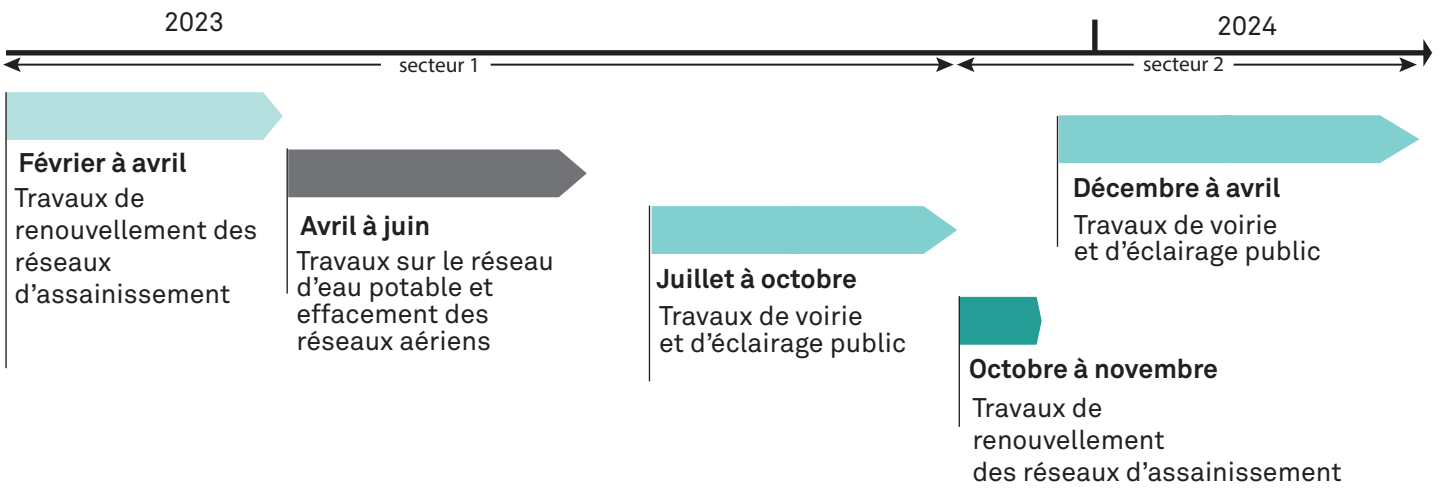 2023
2024
secteur 1
secteur 2
Février à avril
Travaux de
renouvellement des
réseaux
d'assainissement
Avril à juin
Travaux sur le réseau
d'eau potable et
effacement des
réseaux aériens
Juillet à octobre
Travaux de voirie
et d'éclairage public
Octobre à novembre
Travaux de
renouvellement
des réseaux d'assainissement
Décembre à avril
Travaux de voirie
et d'éclairage public